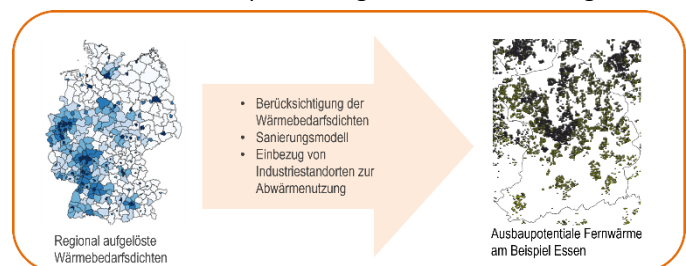 • Berücksichtigung der
Wärmebedarfsdichten
• Sanierungsmodell
• Einbezug von
Industriestandorten zur
Abwärmenutzung
Regional aufgelöste
Wärmebedarfsdichten
Ausbaupotentiale Fernwärme
am Beispiel Essen